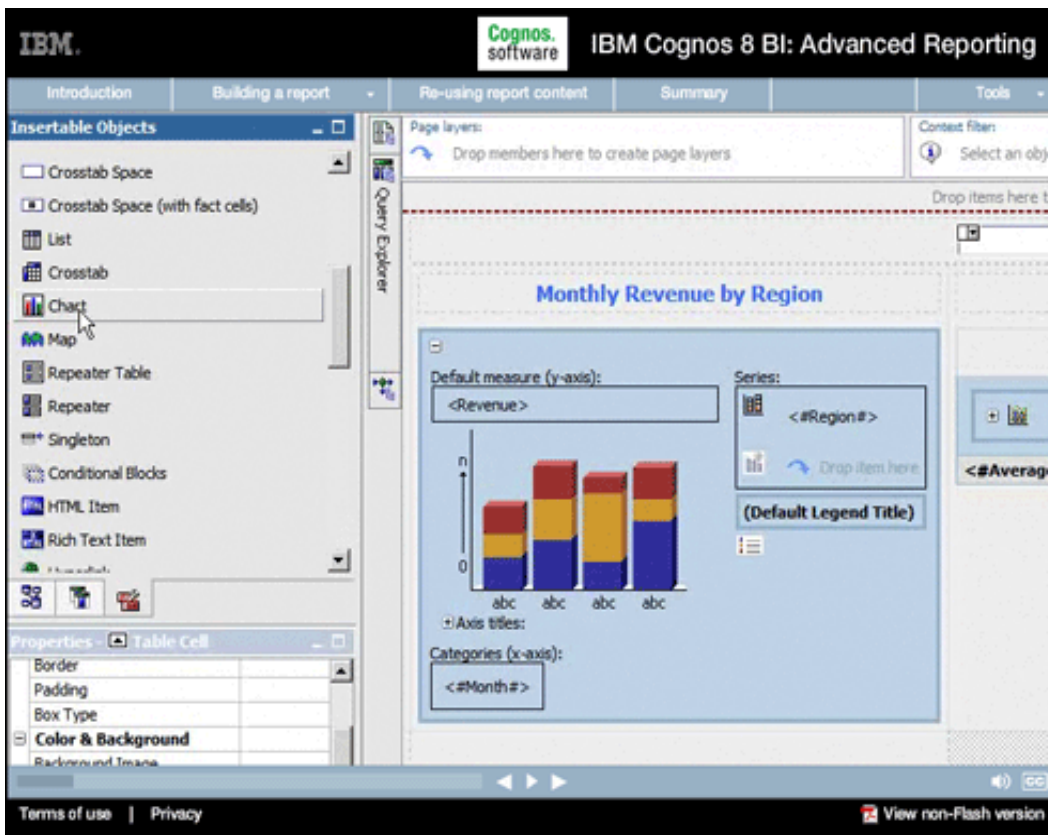 IBM.
Cognos.
software
IBM Cognos 8 BI: Advanced Reporting
Introduction
Building a report
Re-using report content
Summary
Tools
Insertable Objects
Crosstab Space
Crosstab Space (with fact cells)
List
Crosstab
Chart
Map
Repeater Table
Repeater
Singleton
Conditional Blocks
HTML Item
Rich Text Item
Properties - Table Cell
Border
Padding
Box Type
Color & Background
Background Image
Query Explorer
Page layers:
Drop members here to create page layers
Context filter:
Select an obj
Drop items here t
Monthly Revenue by Region
Default measure (y-axis):
<Revenue>
Series:
<#Region#>
Drop item here
(Default Legend Title)
n
0
abc abc abc abc
Axis titles:
Categories (x-axis):
<#Month#>
<#Average
CC
Terms of use | Privacy
View non-Flash version